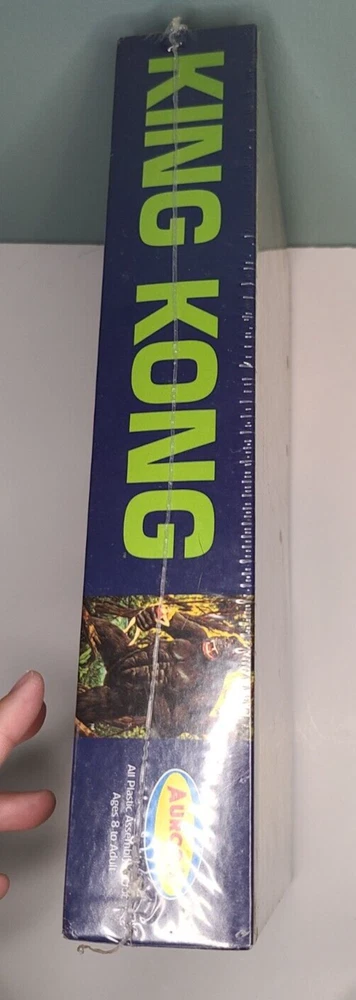 KING KONG
All Plastic Assembly
Ages 8 to Adult